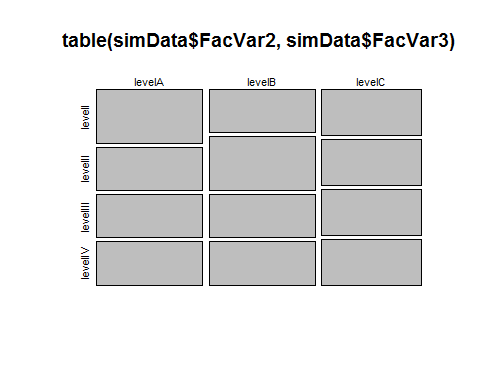 table(simData$FacVar2, simData$FacVar3)
levelA levelB levelC
levelI
levelII
levelIII
levelIV